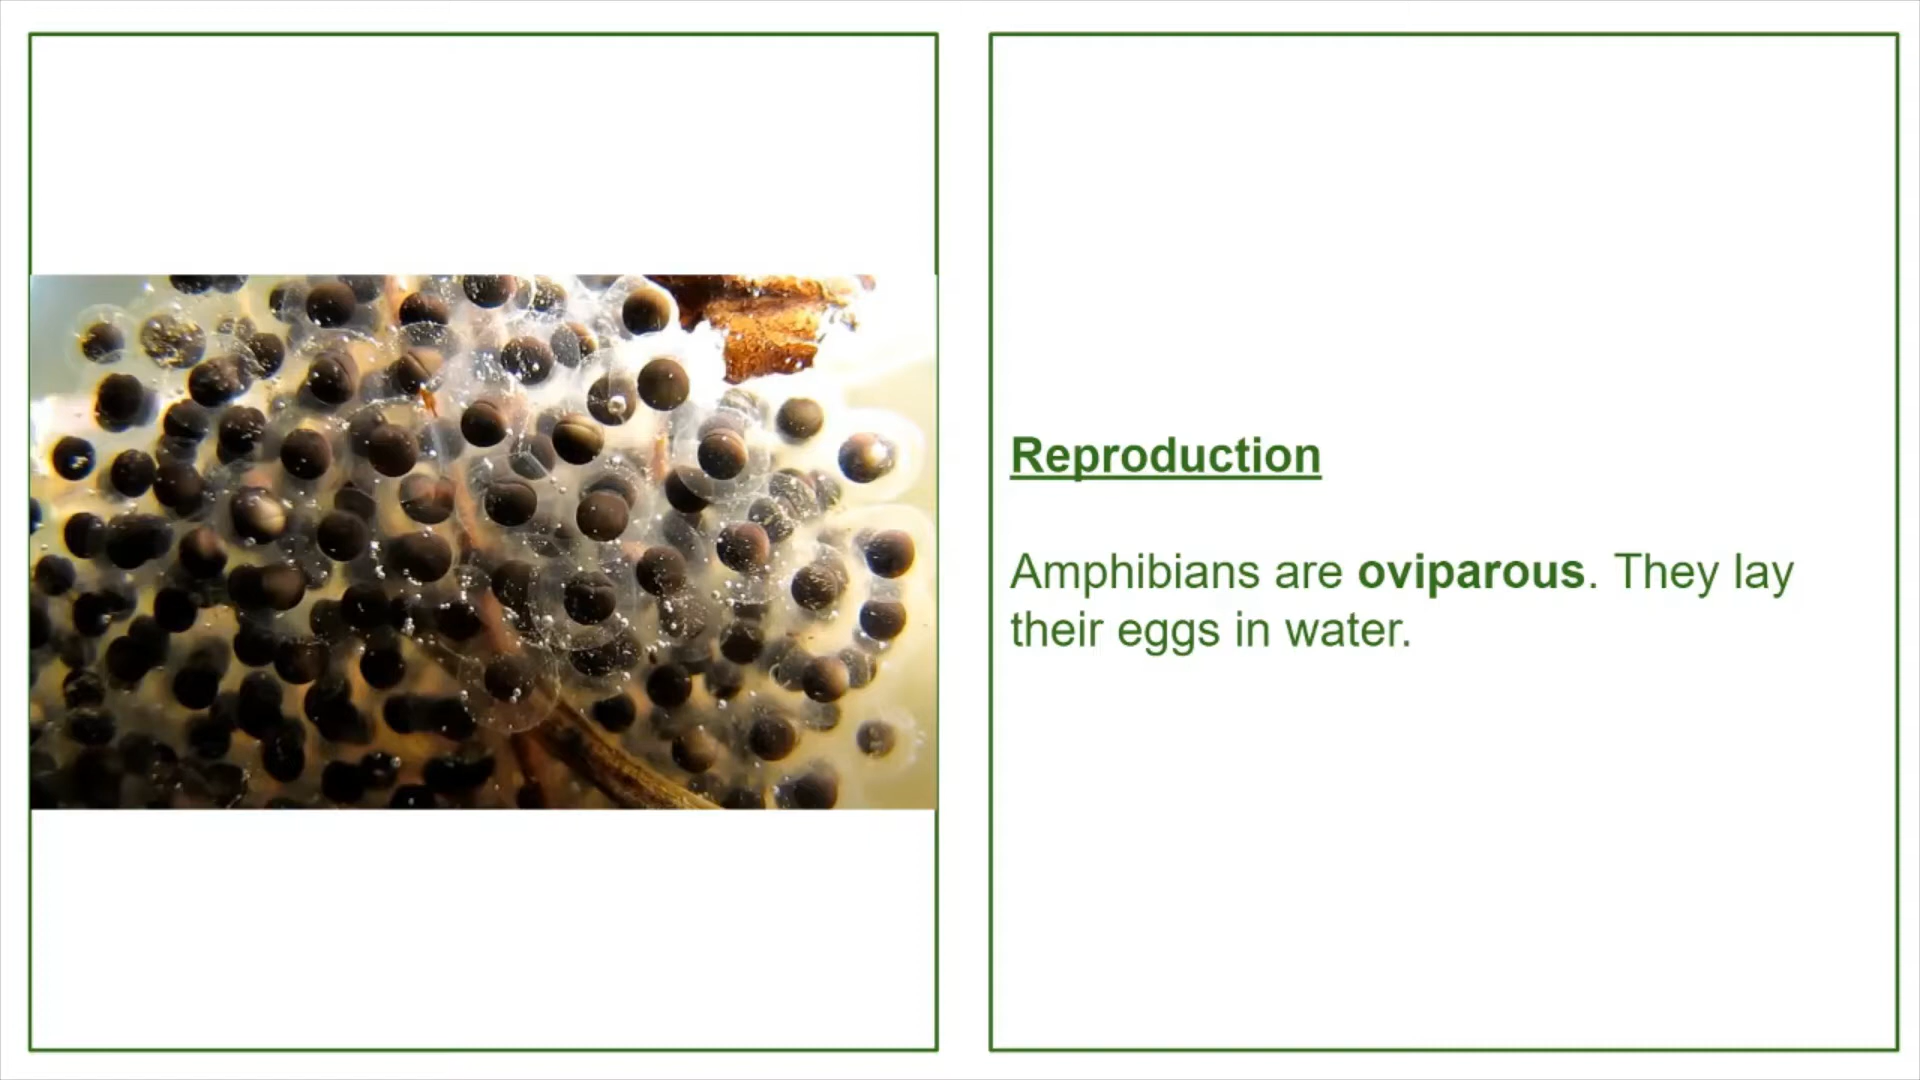 Reproduction
Amphibians are oviparous. They lay
their eggs in water.